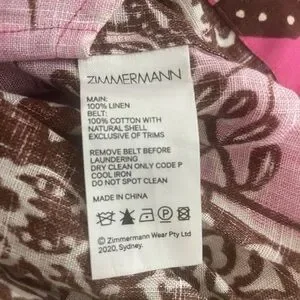 ZIMMERMANN
MAIN:
100% LINEN
BELT:
100% COTTON WITH
NATURAL SHELL
EXCLUSIVE OF TRIMS
REMOVE BELT BEFORE
LAUNDERING
DRY CLEAN ONLY CODE P
COOL IRON
DO NOT SPOT CLEAN
MADE IN CHINA
P
© Zimmermann Wear Pty Ltd
2020, Sydney.